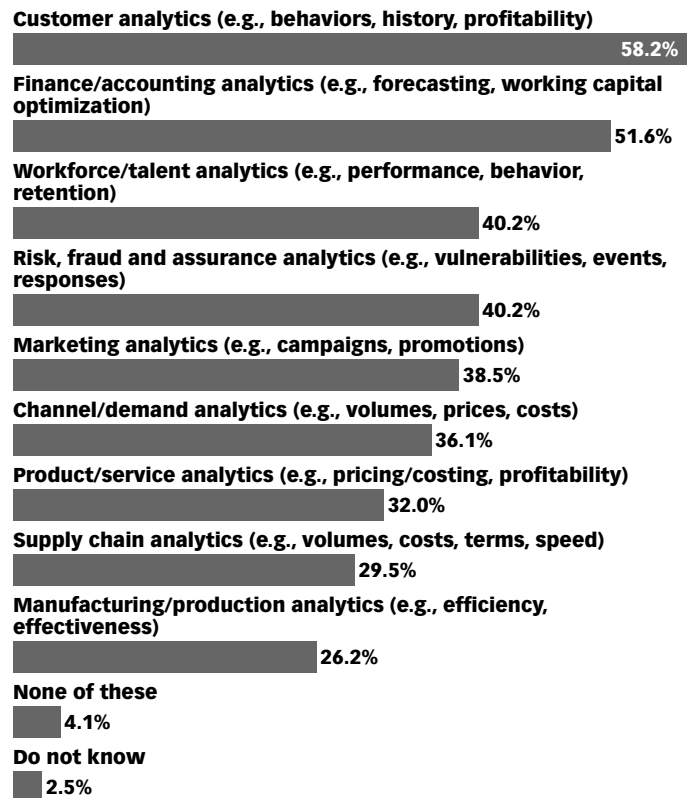 Customer analytics (e.g., behaviors, history, profitability)
58.2%
Finance/accounting analytics (e.g., forecasting, working capital
optimization)
51.6%
Workforce/talent analytics (e.g., performance, behavior,
retention)
40.2%
Risk, fraud and assurance analytics (e.g., vulnerabilities, events,
responses)
40.2%
Marketing analytics (e.g., campaigns, promotions)
38.5%
Channel/demand analytics (e.g., volumes, prices, costs)
36.1%
Product/service analytics (e.g., pricing/costing, profitability)
32.0%
Supply chain analytics (e.g., volumes, costs, terms, speed)
29.5%
Manufacturing/production analytics (e.g., efficiency,
effectiveness)
26.2%
None of these
4.1%
Do not know
2.5%